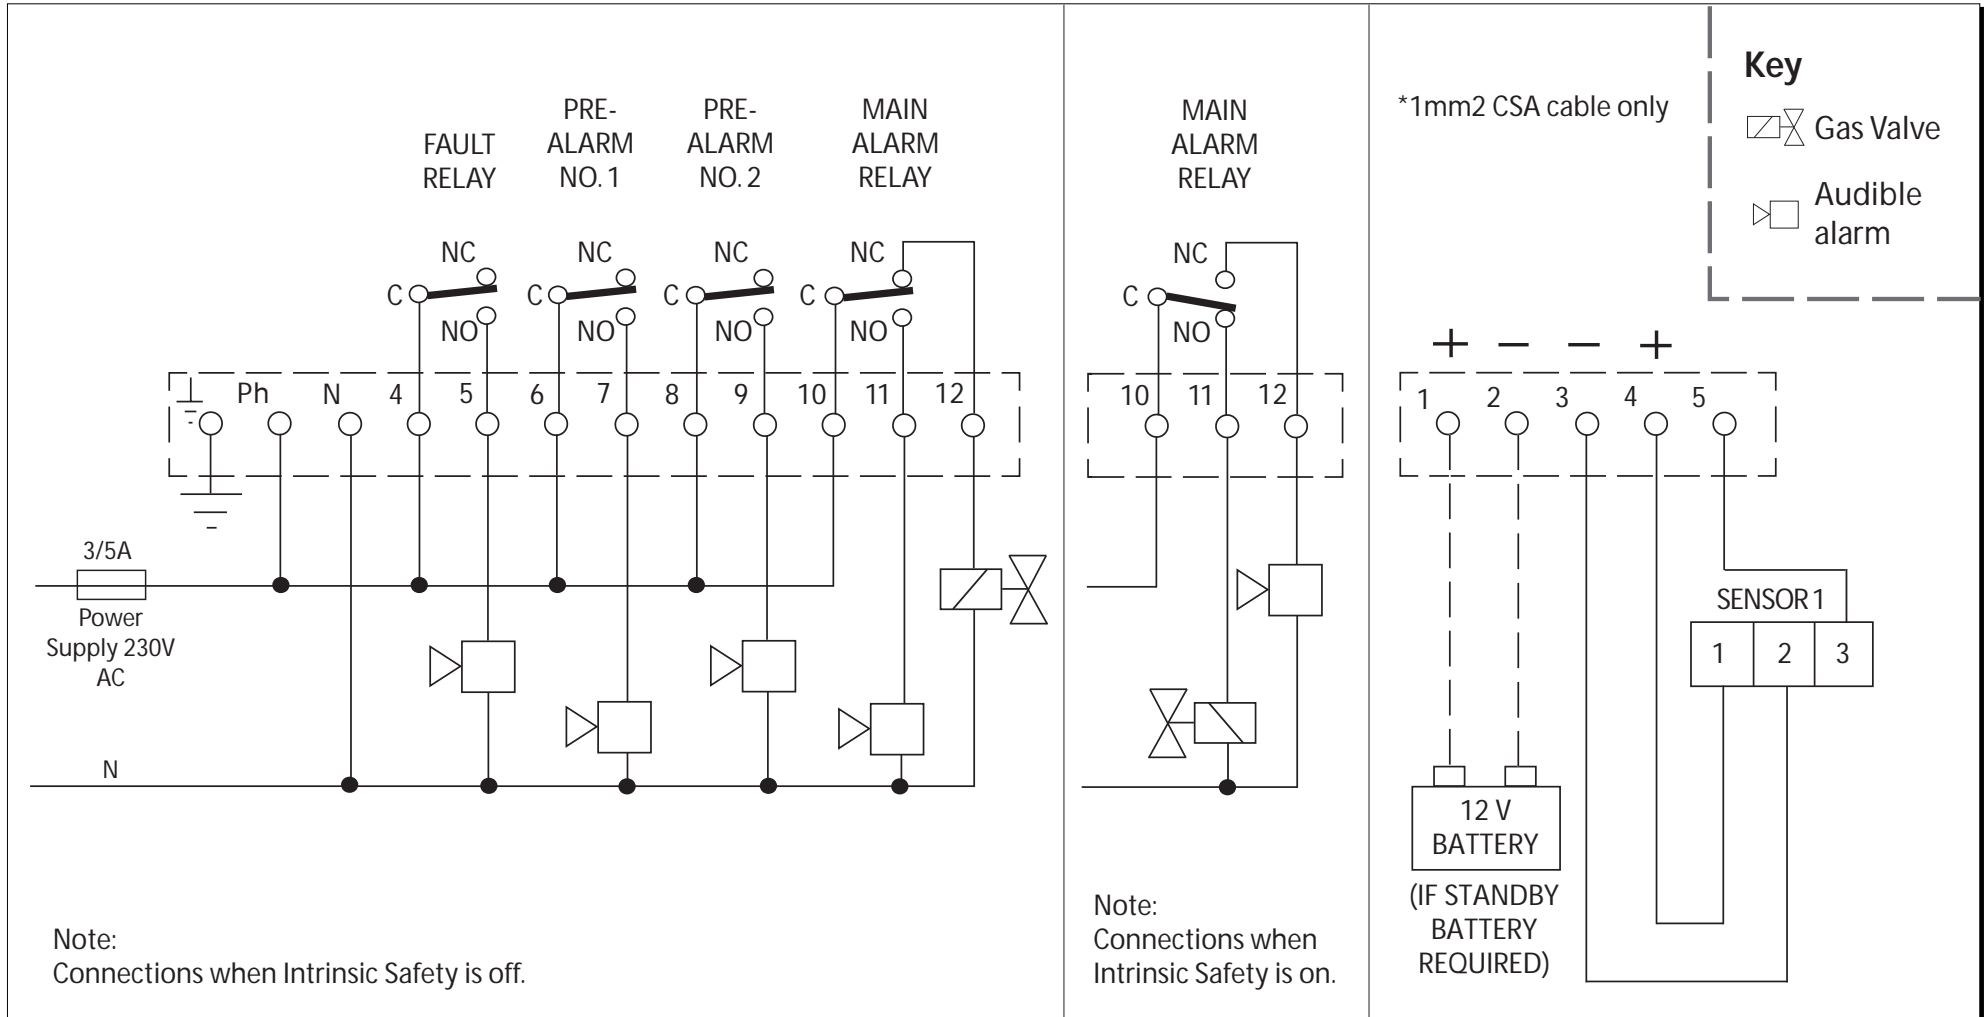 FAULT
RELAY
PRE-
ALARM
NO. 1
PRE-
ALARM
NO. 2
MAIN
ALARM
RELAY
NC
C
NO
NC
C
NO
NC
C
NO
NC
C
NO
Ph N 4 5 6 7 8 9 10 11 12
3/5A
Power
Supply 230V
AC
N
Note:
Connections when Intrinsic Safety is off.
MAIN
ALARM
RELAY
NC
C
NO
10 11 12
Note:
Connections when
Intrinsic Safety is on.
*1mm2 CSA cable only
Key
Gas Valve
Audible
alarm
+ – – +
1 2 3 4 5
SENSOR 1
1 2 3
12 V
BATTERY
(IF STANDBY
BATTERY
REQUIRED)